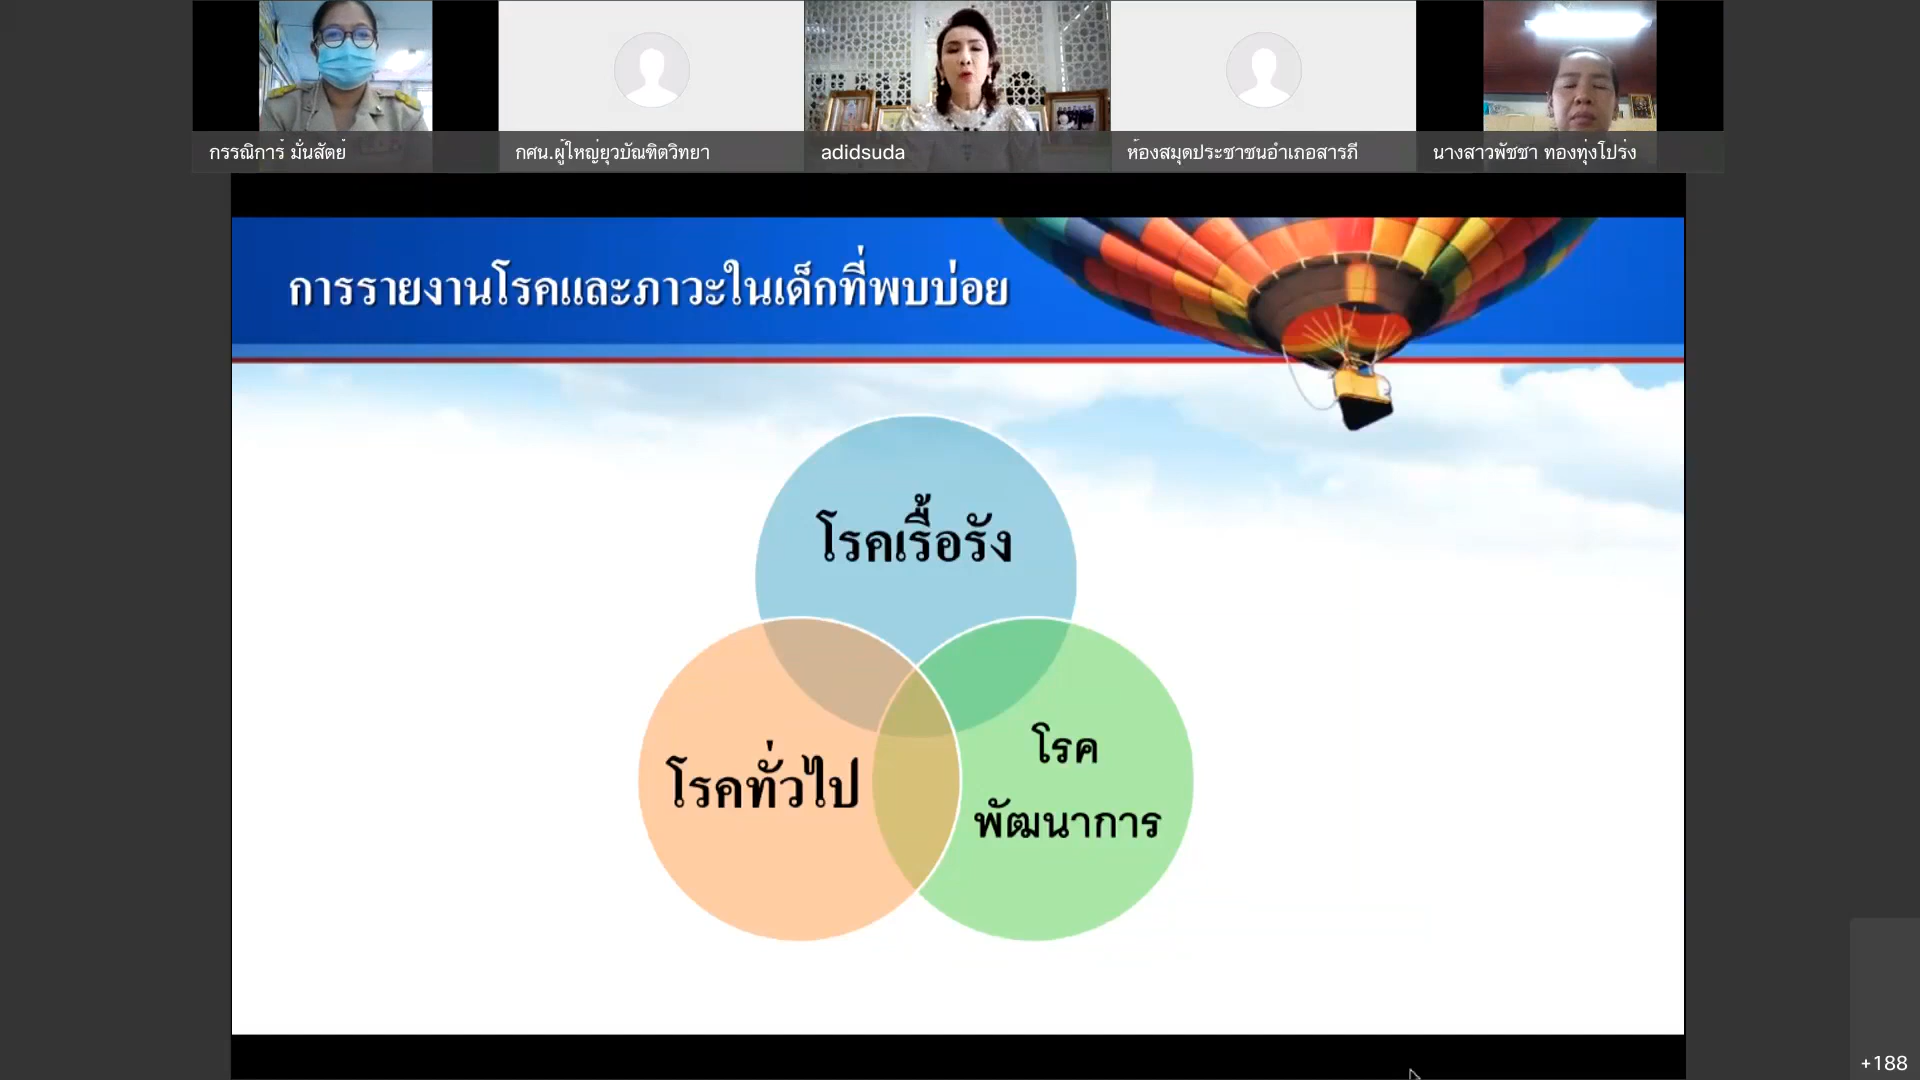 กรรณิการ์ มั่นสัตย์
กศน.ผู้ใหญ่ยุวบัณฑิตวิทยา
adidsuda
ห้องสมุดประชาชนอำเภอสารภี
นางสาวพัชชา ทองทุ่งโปร่ง
การรายงานโรคและภาวะในเด็กที่พบบ่อย
โรคเรื้อรัง
โรคทั่วไป
โรค
พัฒนาการ
+188